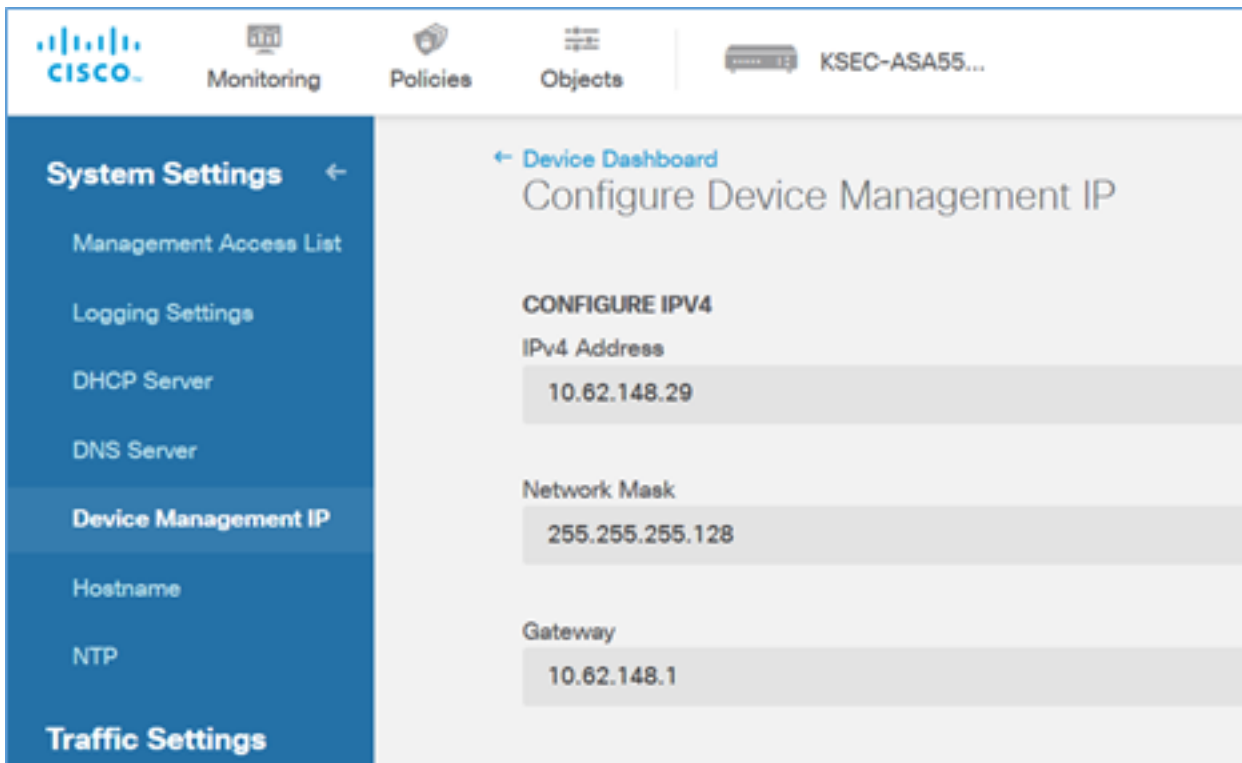 CISCO
Monitoring
Policies
Objects
KSEC-ASA55...
System Settings ←
Management Access List
Logging Settings
DHCP Server
DNS Server
Device Management IP
Hostname
NTP
Traffic Settings
← Device Dashboard
Configure Device Management IP
CONFIGURE IPV4
IPv4 Address
10.62.148.29
Network Mask
255.255.255.128
Gateway
10.62.148.1